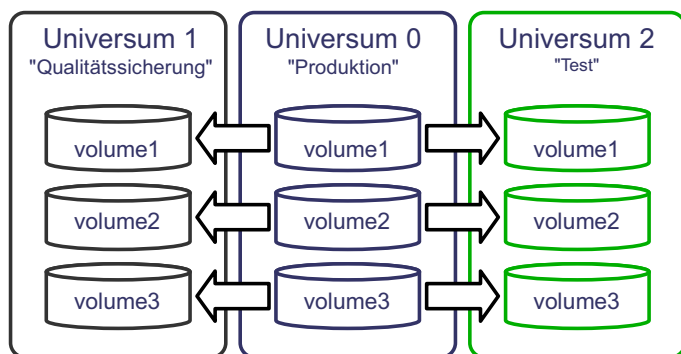 Universum 1
"Qualitätssicherung"
volume1
volume2
volume3
Universum 0
"Produktion"
volume1
volume2
volume3
Universum 2
"Test"
volume1
volume2
volume3